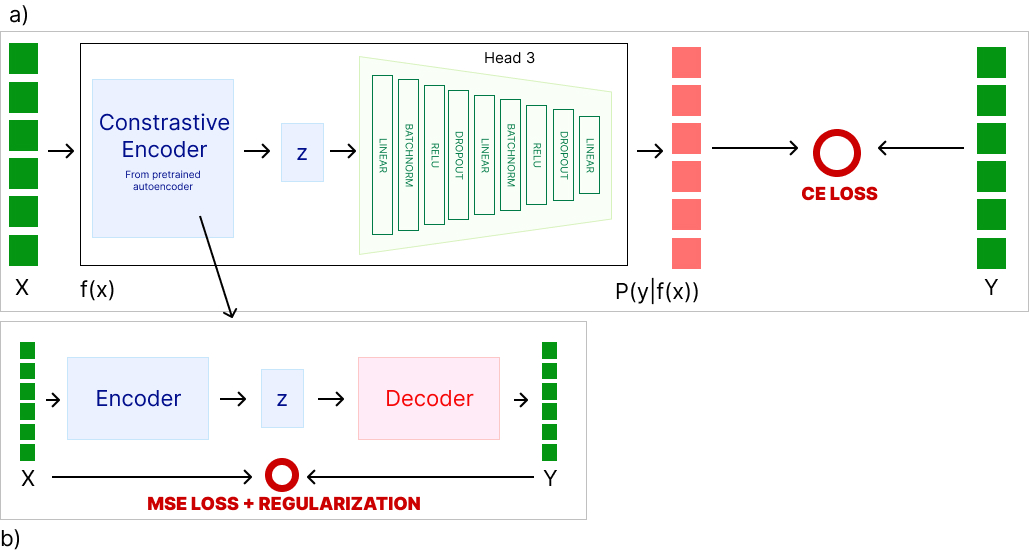 a)
Head 3
Constrastive
Encoder
From pretrained
autoencoder
z
LINEAR
BATCHNORM
RELU
DROPOUT
LINEAR
BATCHNORM
RELU
DROPOUT
LINEAR
CE LOSS
X
f(x)
P(y|f(x))
Y
Encoder
z
Decoder
X
Y
MSE LOSS + REGULARIZATION
b)